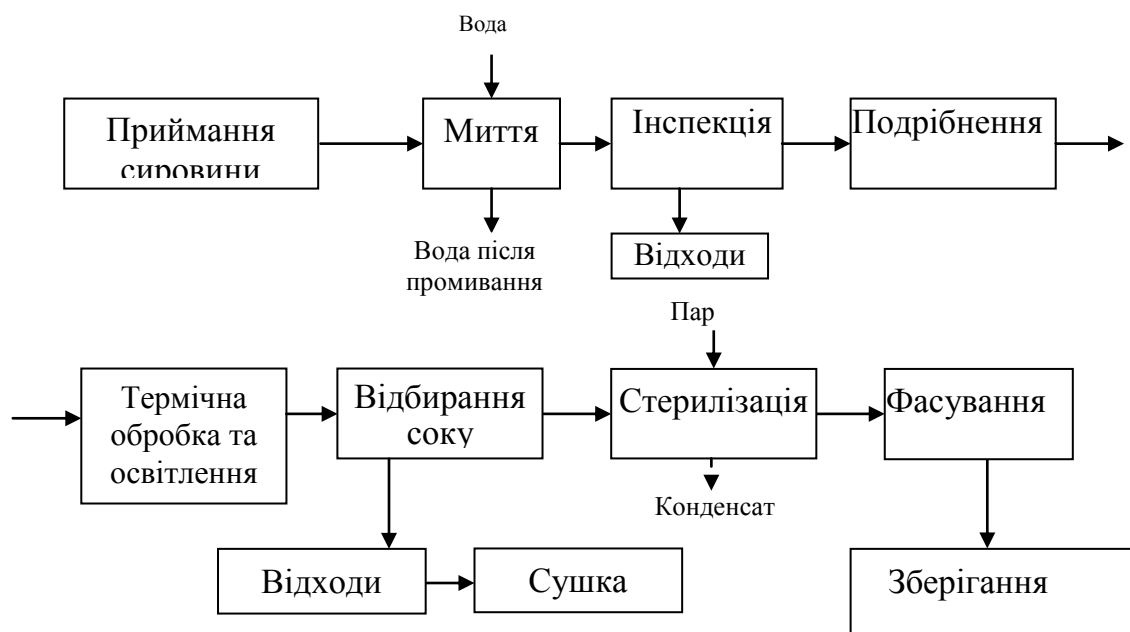 Вода
Приймання
сировини
Миття
Інспекція
Подрібнення
Вода після
промивання
Відходи
Пар
Термічна
обробка та
освітлення
Відбирання
соку
Стерилізація
Фасування
Конденсат
Відходи
Сушка
Зберігання